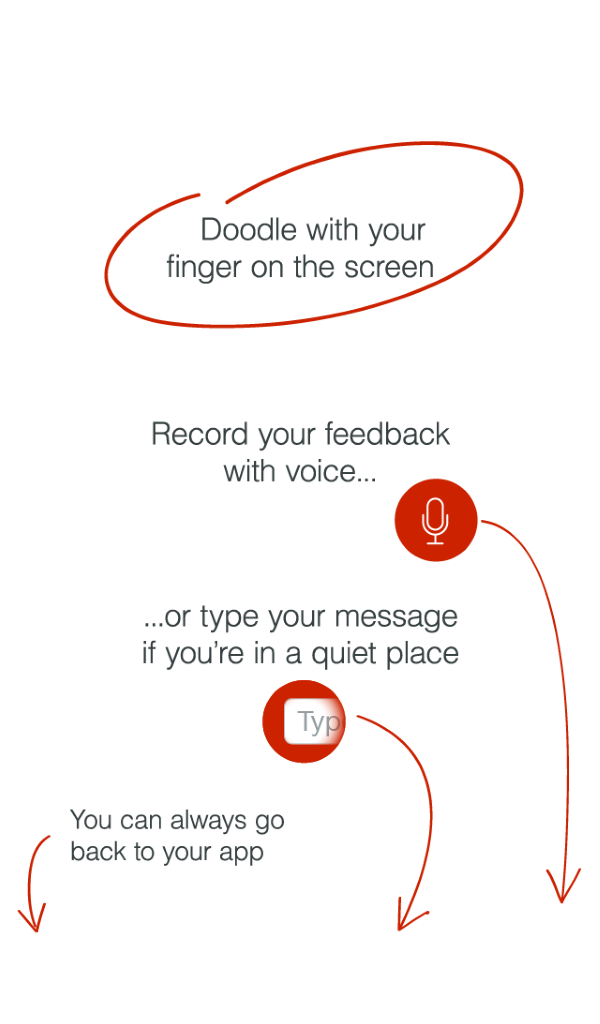 Doodle with your
finger on the screen
Record your feedback
with voice...
...or type your message
if you’re in a quiet place
Typ
You can always go
back to your app